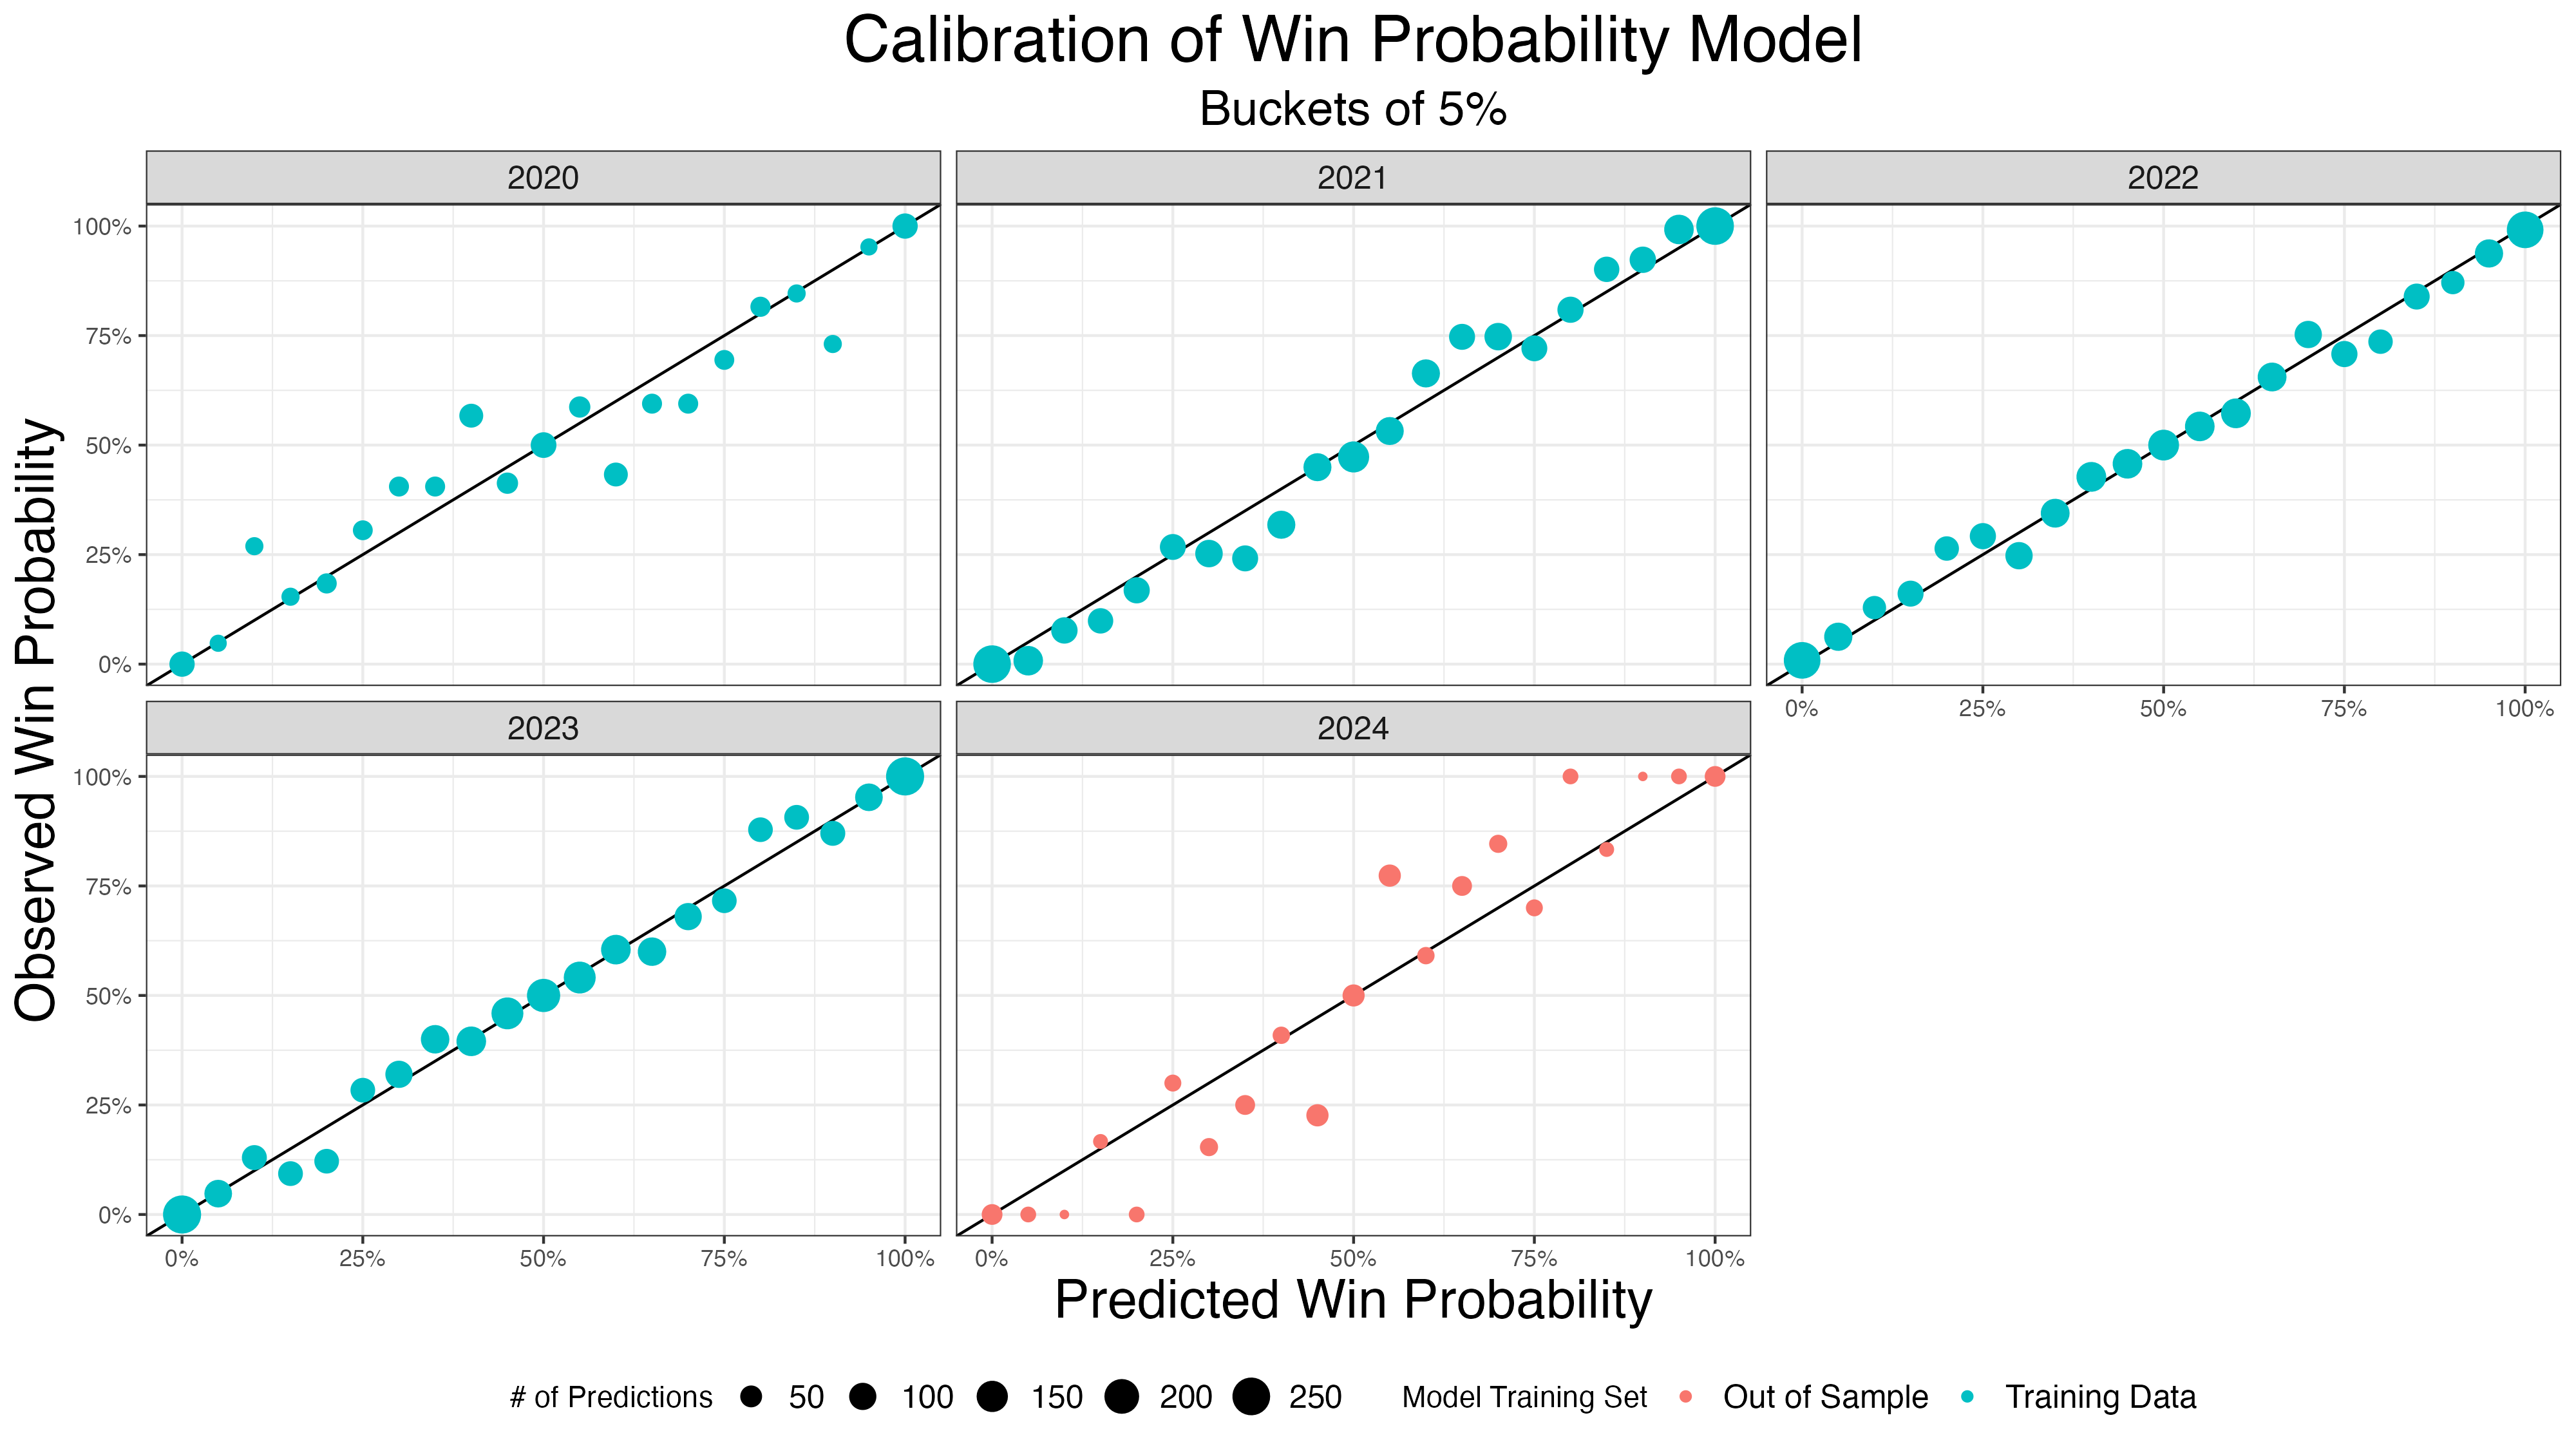 Calibration of Win Probability Model
Buckets of 5%
Observed Win Probability
2020
2021
2022
100%
75%
50%
25%
0%
0% 25% 50% 75% 100%
2023
2024
100%
75%
50%
25%
0%
0% 25% 50% 75% 100%
0% 25% 50% 75% 100%
Predicted Win Probability
# of Predictions 50 100 150 200 250 Model Training Set Out of Sample Training Data